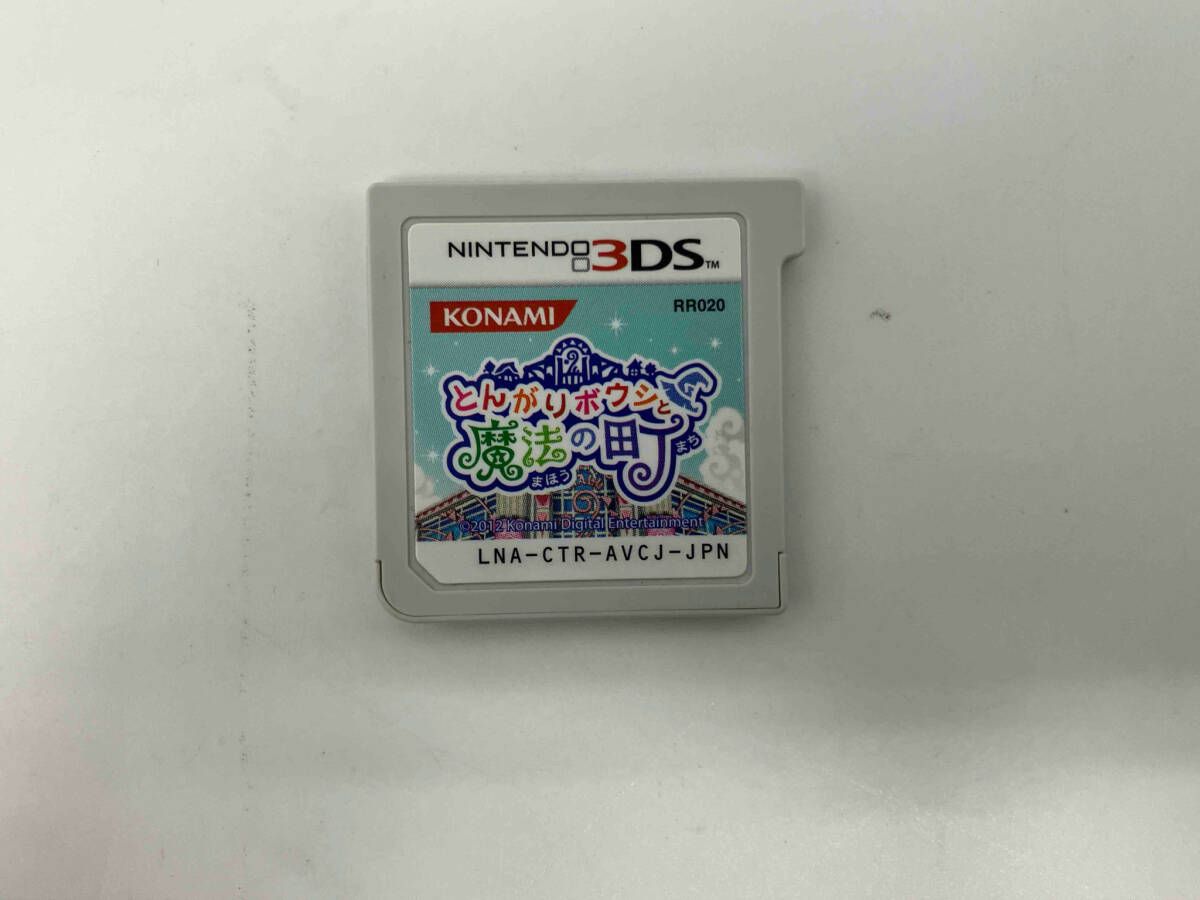 NINTENDO 3DS™
KONAMI
RR020
とんがりボウシと
魔法の町
まほう
まち
©2012 Konami Digital Entertainment
LNA-CTR-AVCJ-JPN